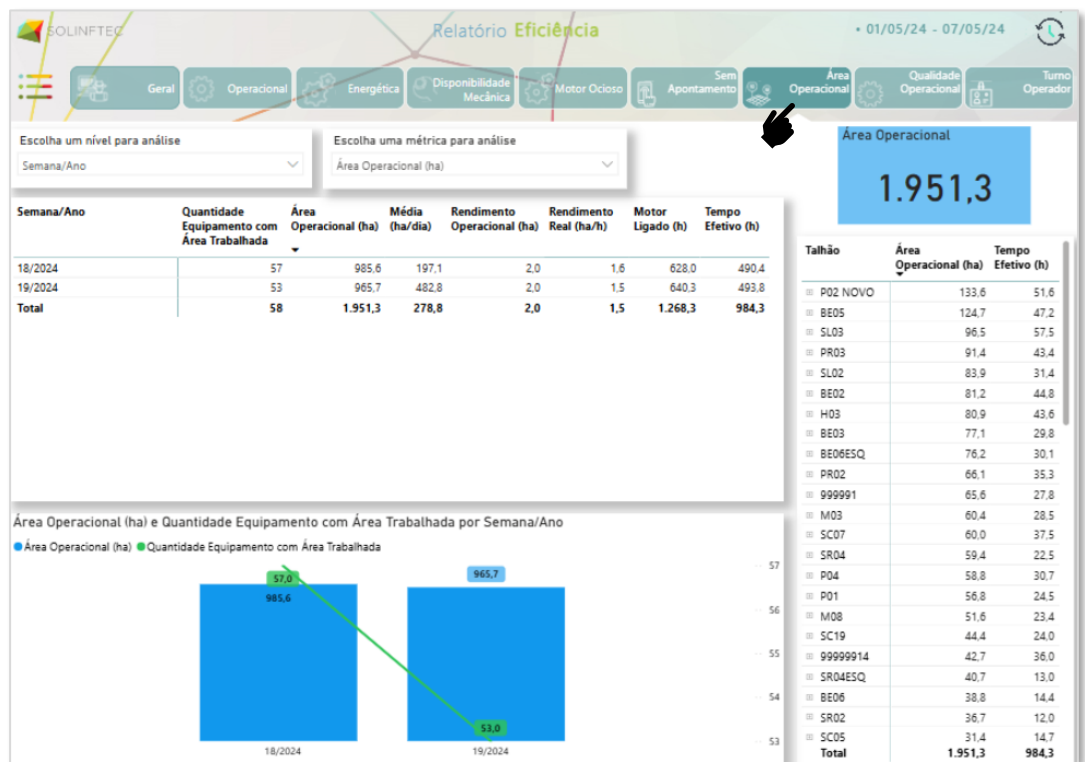 SOLINFTEC
Relatório Eficiência
• 01/05/24 - 07/05/24
Geral
Operacional
Energética
Disponibilidade
Mecânica
Motor Ocioso
Sem
Apontamento
Área
Operacional
Qualidade
Operacional
Turno
Operador
Escolha um nível para análise
Semana/Ano
Escolha uma métrica para análise
Área Operacional (ha)
Área Operacional
1.951,3
Semana/Ano Quantidade Equipamento com Área Trabalhada Área Operacional (ha) Média (ha/dia) Rendimento Operacional (ha) Rendimento Real (ha/h) Motor Ligado (h) Tempo Efetivo (h)
18/2024 57 985,6 197,1 2,0 1,6 628,0 490,4
19/2024 53 965,7 482,8 2,0 1,5 640,3 493,8
Total 58 1.951,3 278,8 2,0 1,5 1.268,3 984,3
Talhão Área Operacional (ha) Tempo Efetivo (h)
P02 NOVO 133,6 51,6
BE05 124,7 47,2
SL03 96,5 57,5
PR03 91,4 43,4
SL02 83,9 31,4
BE02 81,2 44,8
H03 80,9 43,6
BE03 77,1 29,8
BE06ESQ 76,2 30,1
PR02 66,1 35,3
999991 65,6 27,8
M03 60,4 28,5
SC07 60,0 37,5
SR04 59,4 22,5
P04 58,8 30,7
P01 56,8 24,5
M08 51,6 23,4
SC19 44,4 24,0
99999914 42,7 36,0
SR04ESQ 40,7 13,0
BE06 38,8 14,4
SR02 36,7 12,0
SC05 31,4 14,7
Total 1.951,3 984,3
Área Operacional (ha) e Quantidade Equipamento com Área Trabalhada por Semana/Ano
Área Operacional (ha) Quantidade Equipamento com Área Trabalhada
57,0
985,6
965,7
53,0
57
56
55
54
53
18/2024
19/2024